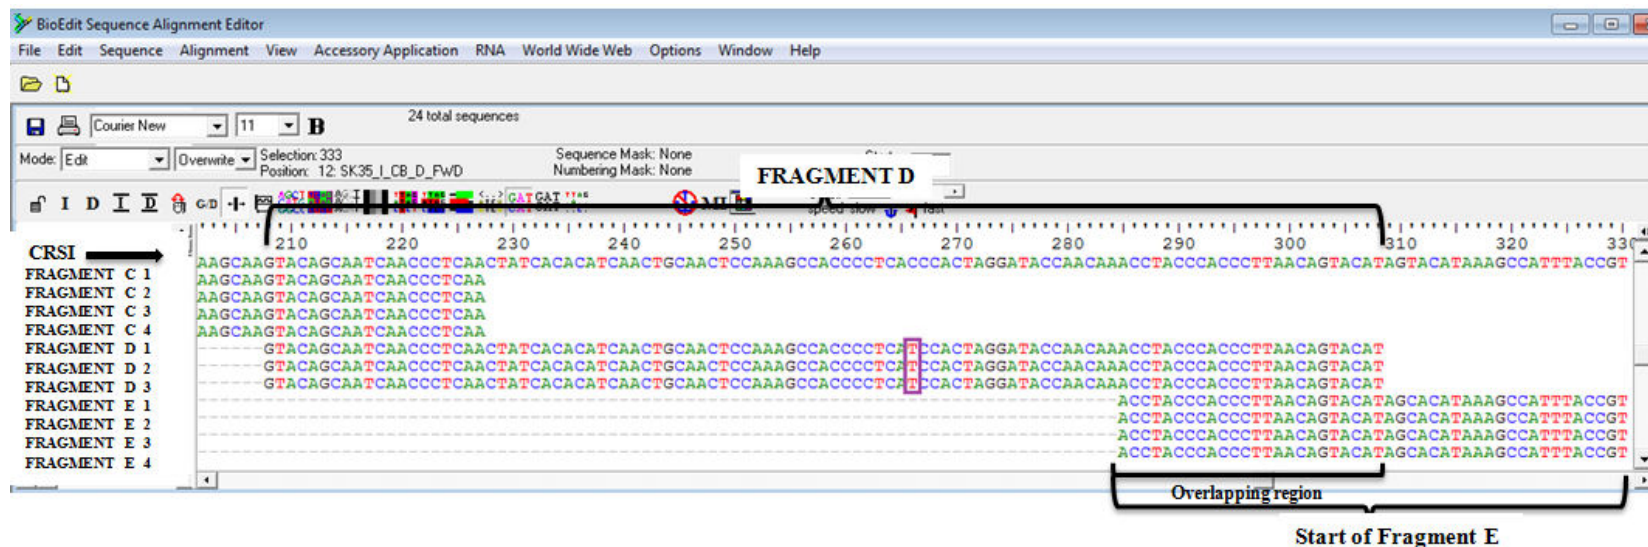 BioEdit Sequence Alignment Editor
File Edit Sequence Alignment View Accessory Application RNA World Wide Web Options Window Help
Courier New 11 B 24 total sequences
Mode: Edit Overwrite Selection: 333 Sequence Mask: None
Position: 12: SK35_I_CB_D_FWD Numbering Mask: None
FRAGMENT D
I D I D G/D
210 220 230 240 250 260 270 280 290 300 310 320 330
CRSI AAGCAAGTACAGCAATCAACCCTCAACTATCACACATCAACTGCAACTCCAAAGCCACCCCTCACCCACTAGGATACCAACAAACCTACCCACCCTTAACAGTACATAGTACATAAAGCCATTTACCGT
FRAGMENT C 1 AAGCAAGTACAGCAATCAACCCTCAA
FRAGMENT C 2 AAGCAAGTACAGCAATCAACCCTCAA
FRAGMENT C 3 AAGCAAGTACAGCAATCAACCCTCAA
FRAGMENT C 4 AAGCAAGTACAGCAATCAACCCTCAA
FRAGMENT D 1 GTACAGCAATCAACCCTCAACTATCACACATCAACTGCAACTCCAAAGCCACCCCTCATCCACTAGGATACCAACAAACCTACCCACCCTTAACAGTACAT
FRAGMENT D 2 GTACAGCAATCAACCCTCAACTATCACACATCAACTGCAACTCCAAAGCCACCCCTCATCCACTAGGATACCAACAAACCTACCCACCCTTAACAGTACAT
FRAGMENT D 3 GTACAGCAATCAACCCTCAACTATCACACATCAACTGCAACTCCAAAGCCACCCCTCATCCACTAGGATACCAACAAACCTACCCACCCTTAACAGTACAT
FRAGMENT E 1 ACCTACCCACCCTTAACAGTACATAGCACATAAAGCCATTTACCGT
FRAGMENT E 2 ACCTACCCACCCTTAACAGTACATAGCACATAAAGCCATTTACCGT
FRAGMENT E 3 ACCTACCCACCCTTAACAGTACATAGCACATAAAGCCATTTACCGT
FRAGMENT E 4 ACCTACCCACCCTTAACAGTACATAGCACATAAAGCCATTTACCGT
Overlapping region
Start of Fragment E